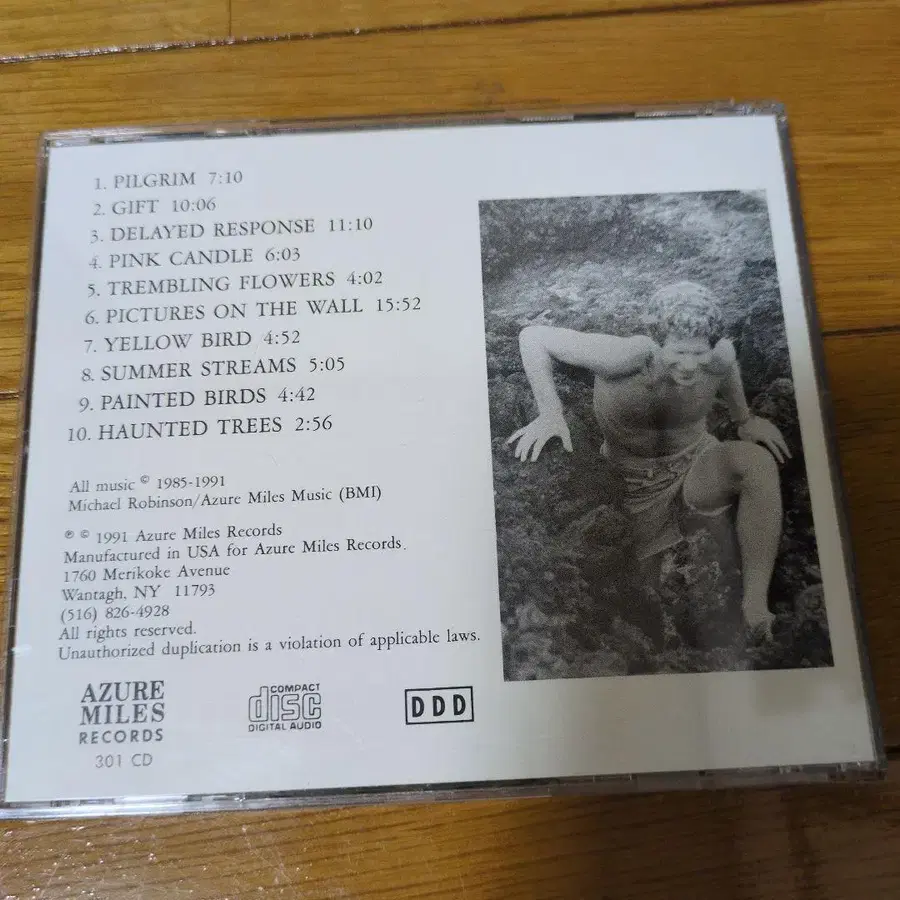 1. PILGRIM 7:10
2. GIFT 10:06
3. DELAYED RESPONSE 11:10
4. PINK CANDLE 6:03
5. TREMBLING FLOWERS 4:02
6. PICTURES ON THE WALL 15:52
7. YELLOW BIRD 4:52
8. SUMMER STREAMS 5:05
9. PAINTED BIRDS 4:42
10. HAUNTED TREES 2:56
All music © 1985-1991
Michael Robinson/Azure Miles Music (BMI)
℗ © 1991 Azure Miles Records
Manufactured in USA for Azure Miles Records.
1760 Merikoke Avenue
Wantagh, NY 11793
(516) 826-4928
All rights reserved.
Unauthorized duplication is a violation of applicable laws.
AZURE
MILES
RECORDS
301 CD
COMPACT
disc
DIGITAL AUDIO
DDD